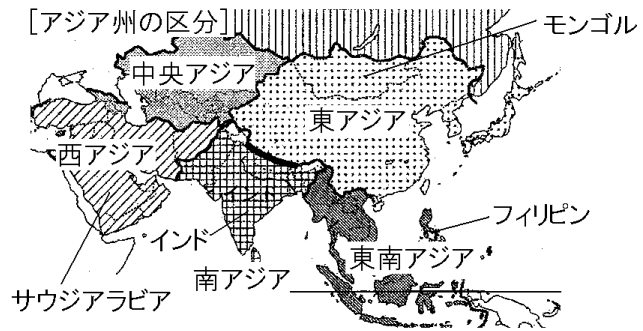 [アジア州の区分]
モンゴル
中央アジア
東アジア
西アジア
フィリピン
インド
東南アジア
南アジア
サウジアラビア